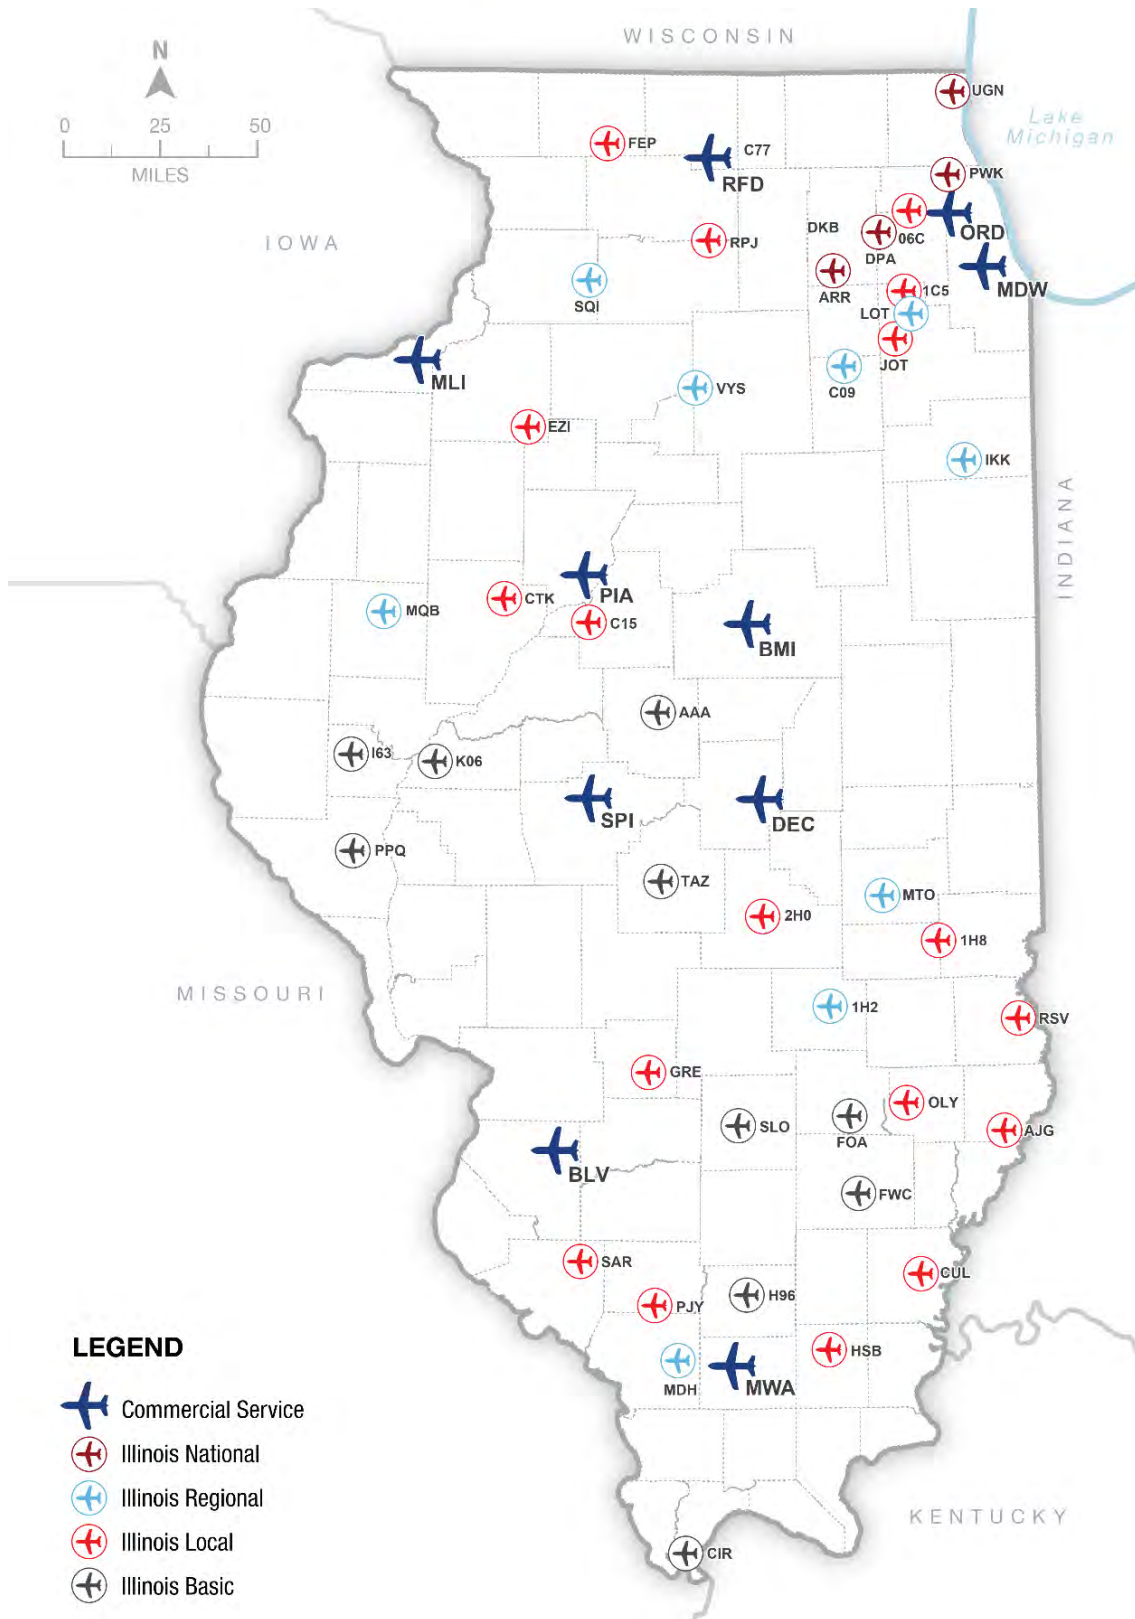 WISCONSIN
N
0 25 50
MILES
UGN
Lake
Michigan
FEP
C77
RFD
PWK
IOWA
DKB
06C
ORD
RPJ
DPA
MDW
ARR
1C5
SQI
LOT
JOT
MLI
VYS
C09
EZI
IKK
INDIANA
PIA
CTK
MQB
C15
BMI
AAA
I63
K06
SPI
DEC
PPQ
TAZ
MTO
2H0
1H8
MISSOURI
1H2
RSV
GRE
OLY
SLO
FOA
AJG
BLV
FWC
SAR
CUL
H96
PJY
HSB
MDH
MWA
LEGEND
Commercial Service
Illinois National
Illinois Regional
Illinois Local
Illinois Basic
KENTUCKY
CIR